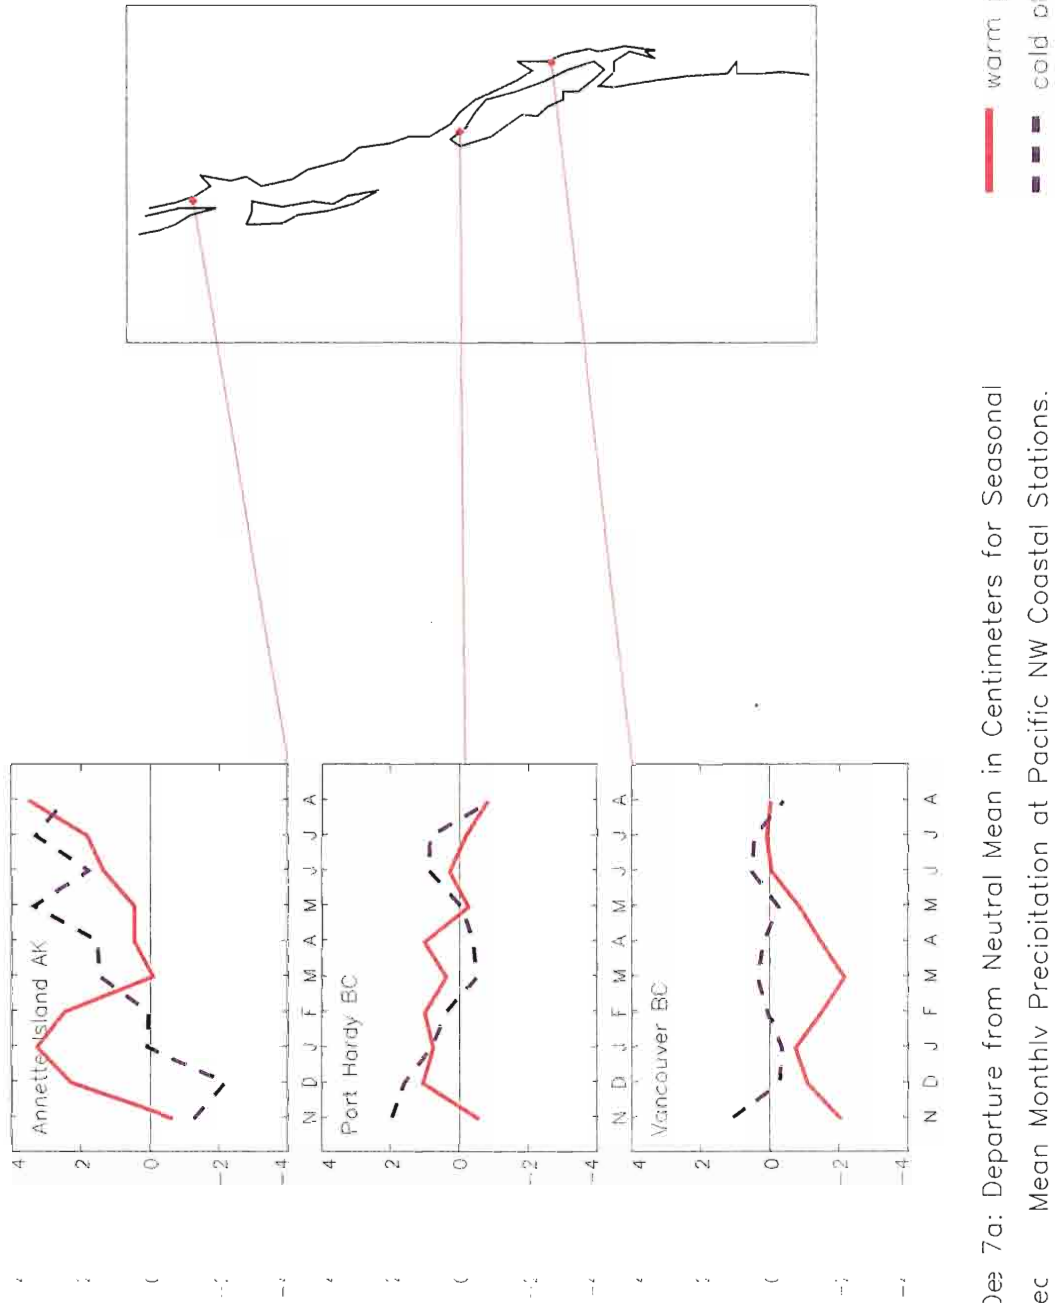 4
Annette Island AK
2
0
-2
-4
N D J F M A M J J A
4
Port Hardy BC
2
0
-2
-4
N D J F M A M J J A
4
Vancouver BC
2
0
-2
-4
N D J F M A M J J A
7a: Departure from Neutral Mean in Centimeters for Seasonal
warm
Mean Monthly Precipitation at Pacific NW Coastal Stations.
cold